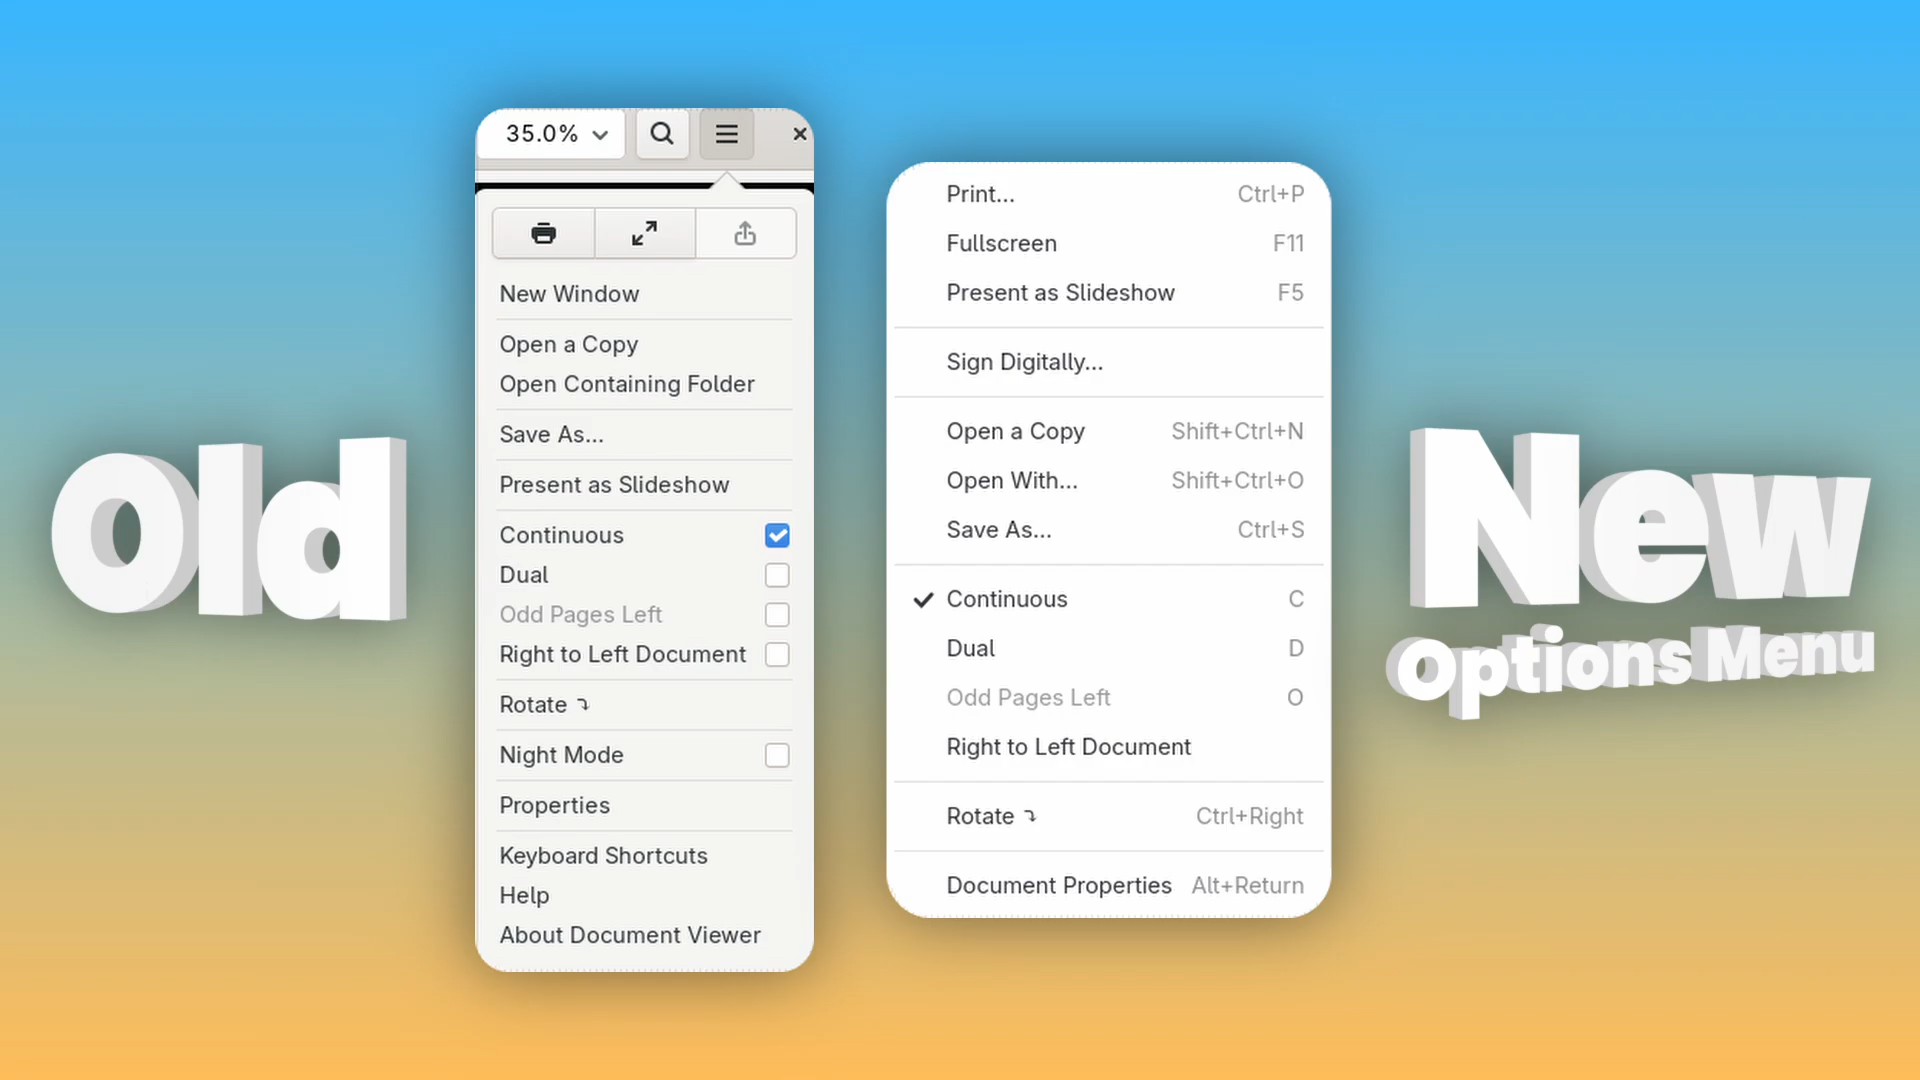 Old
35.0%
New Window
Open a Copy
Open Containing Folder
Save As...
Present as Slideshow
Continuous
Dual
Odd Pages Left
Right to Left Document
Rotate ⤵
Night Mode
Properties
Keyboard Shortcuts
Help
About Document Viewer
Print... Ctrl+P
Fullscreen F11
Present as Slideshow F5
Sign Digitally...
Open a Copy Shift+Ctrl+N
Open With... Shift+Ctrl+O
Save As... Ctrl+S
Continuous C
Dual D
Odd Pages Left O
Right to Left Document
Rotate ⤵ Ctrl+Right
Document Properties Alt+Return
New
Options Menu